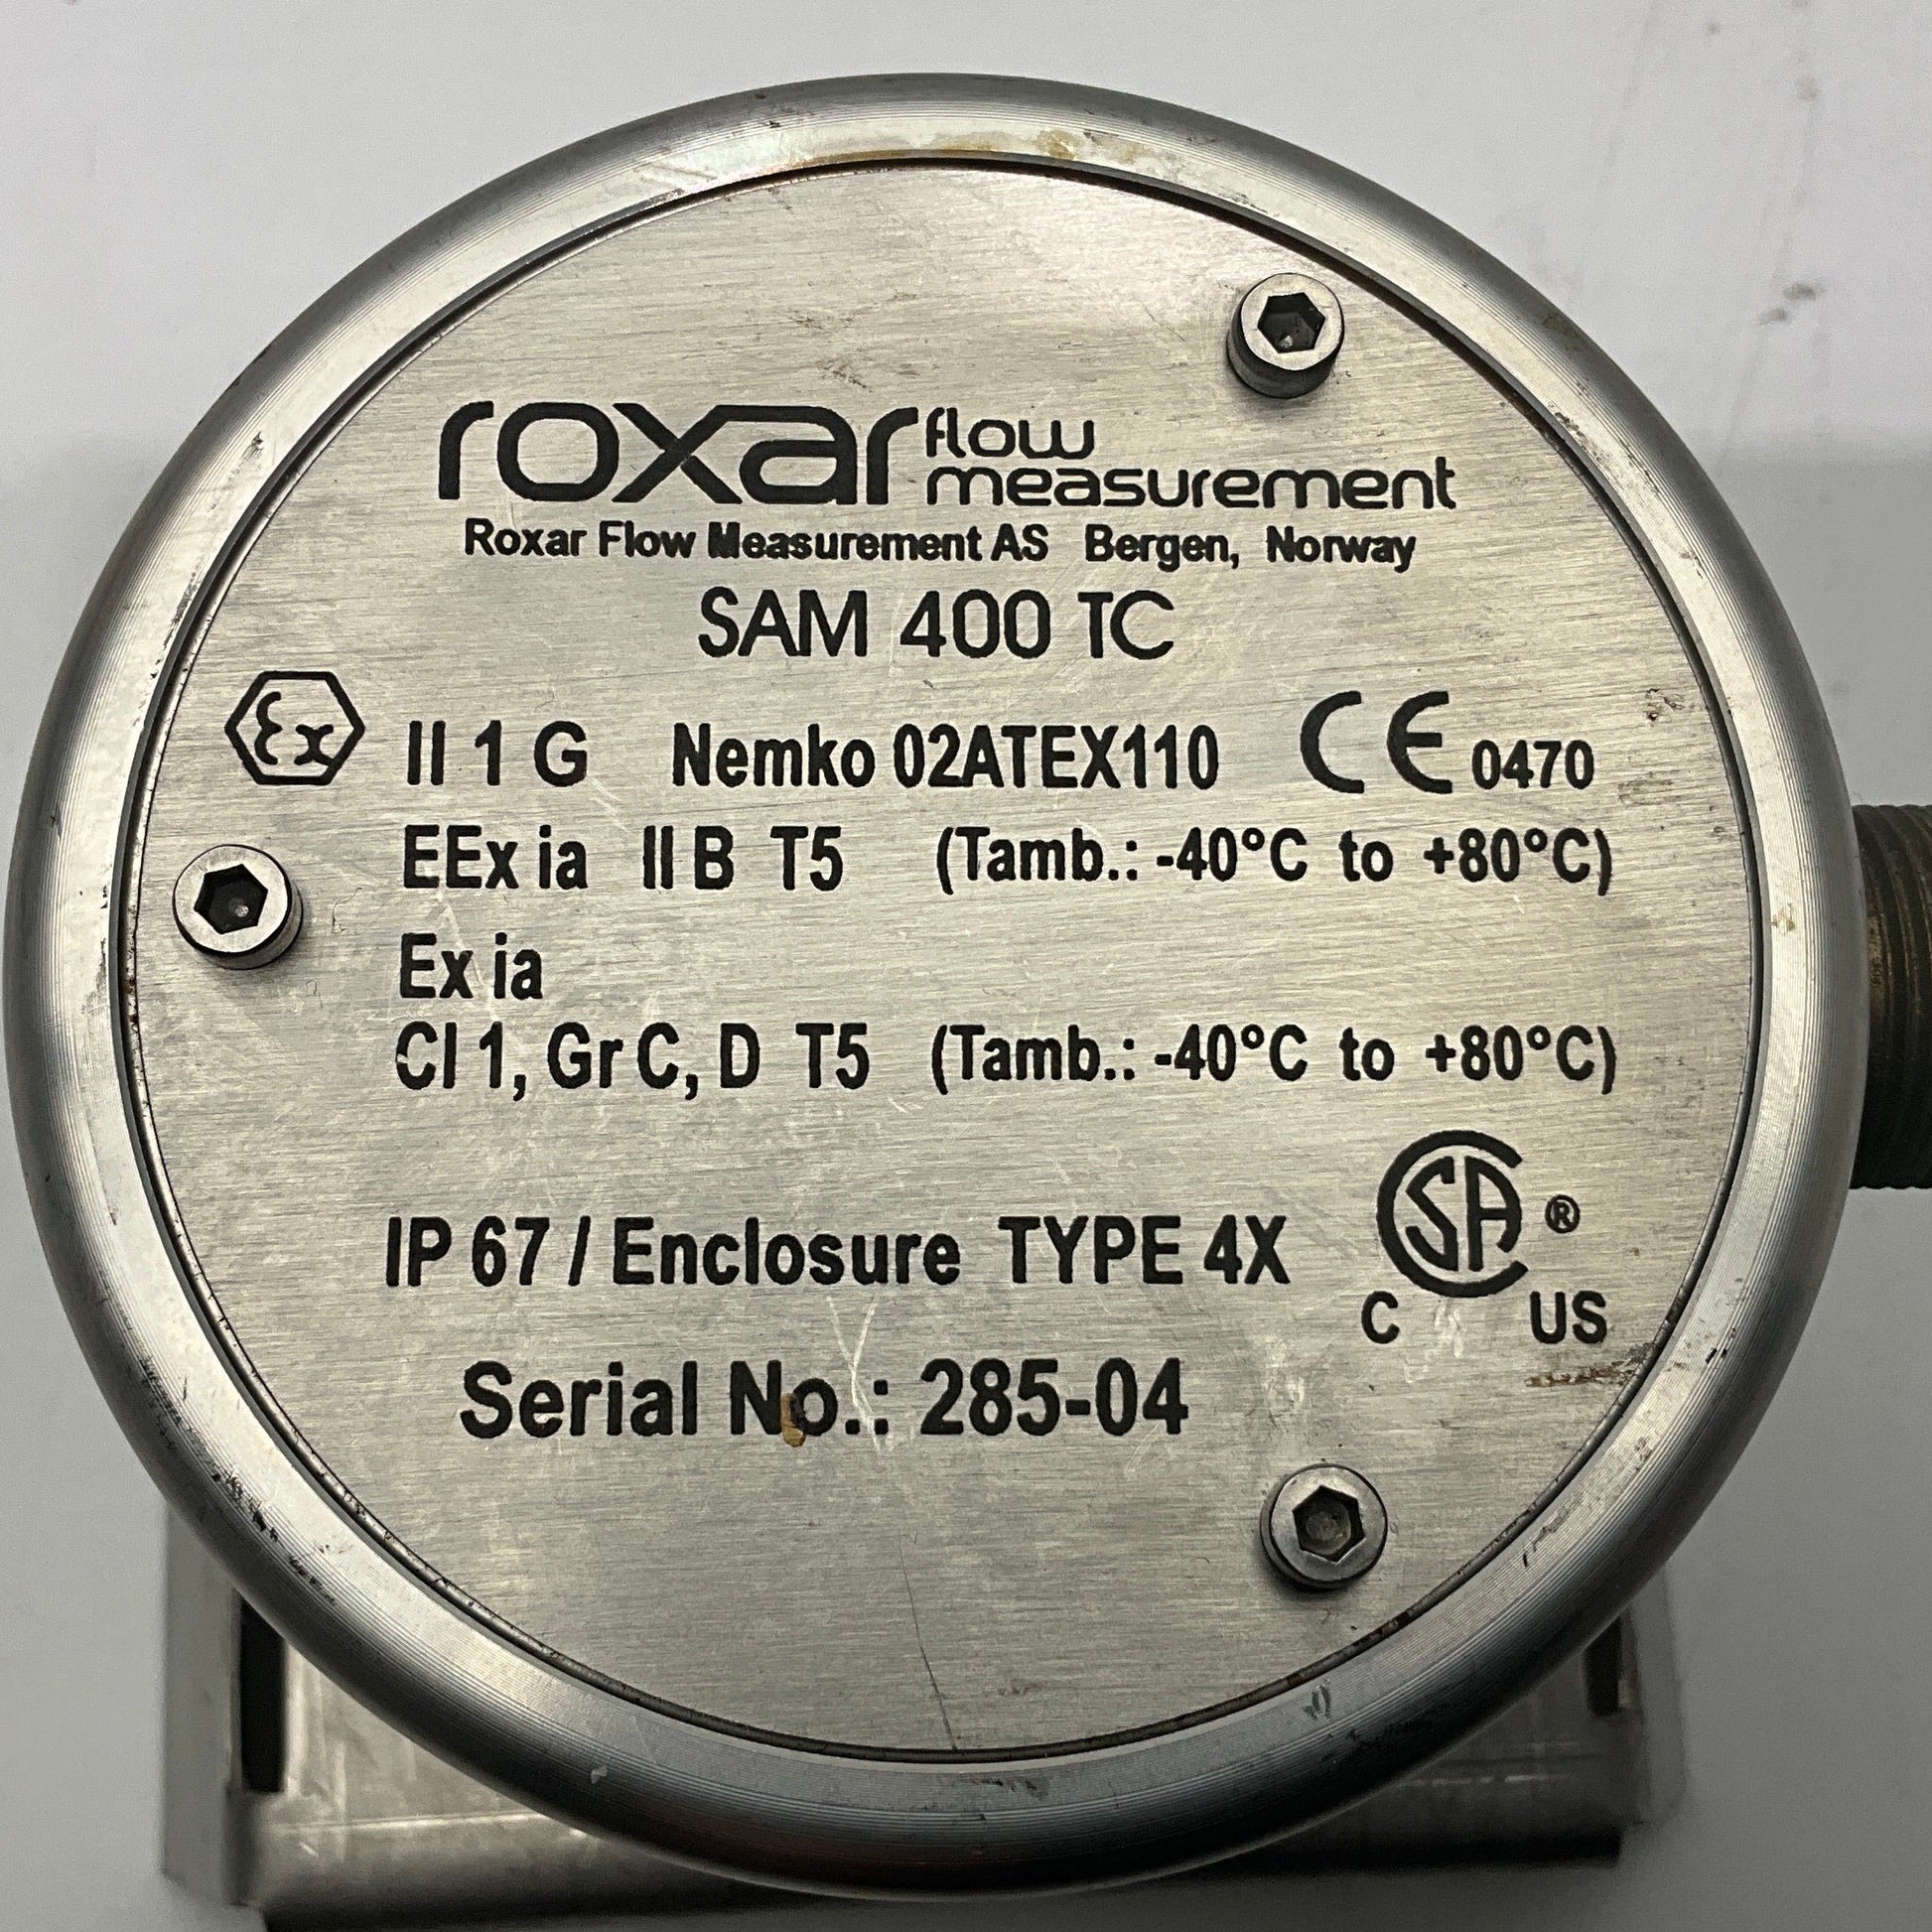 roxar flow measurement
Roxar Flow Measurement AS Bergen, Norway
SAM 400 TC
Ex II 1 G Nemko 02ATEX110 CE 0470
EEx ia II B T5 (Tamb.: -40°C to +80°C)
Ex ia
Cl 1, Gr C, D T5 (Tamb.: -40°C to +80°C)
IP 67 / Enclosure TYPE 4X
CSA ®
C US
Serial No.: 285-04